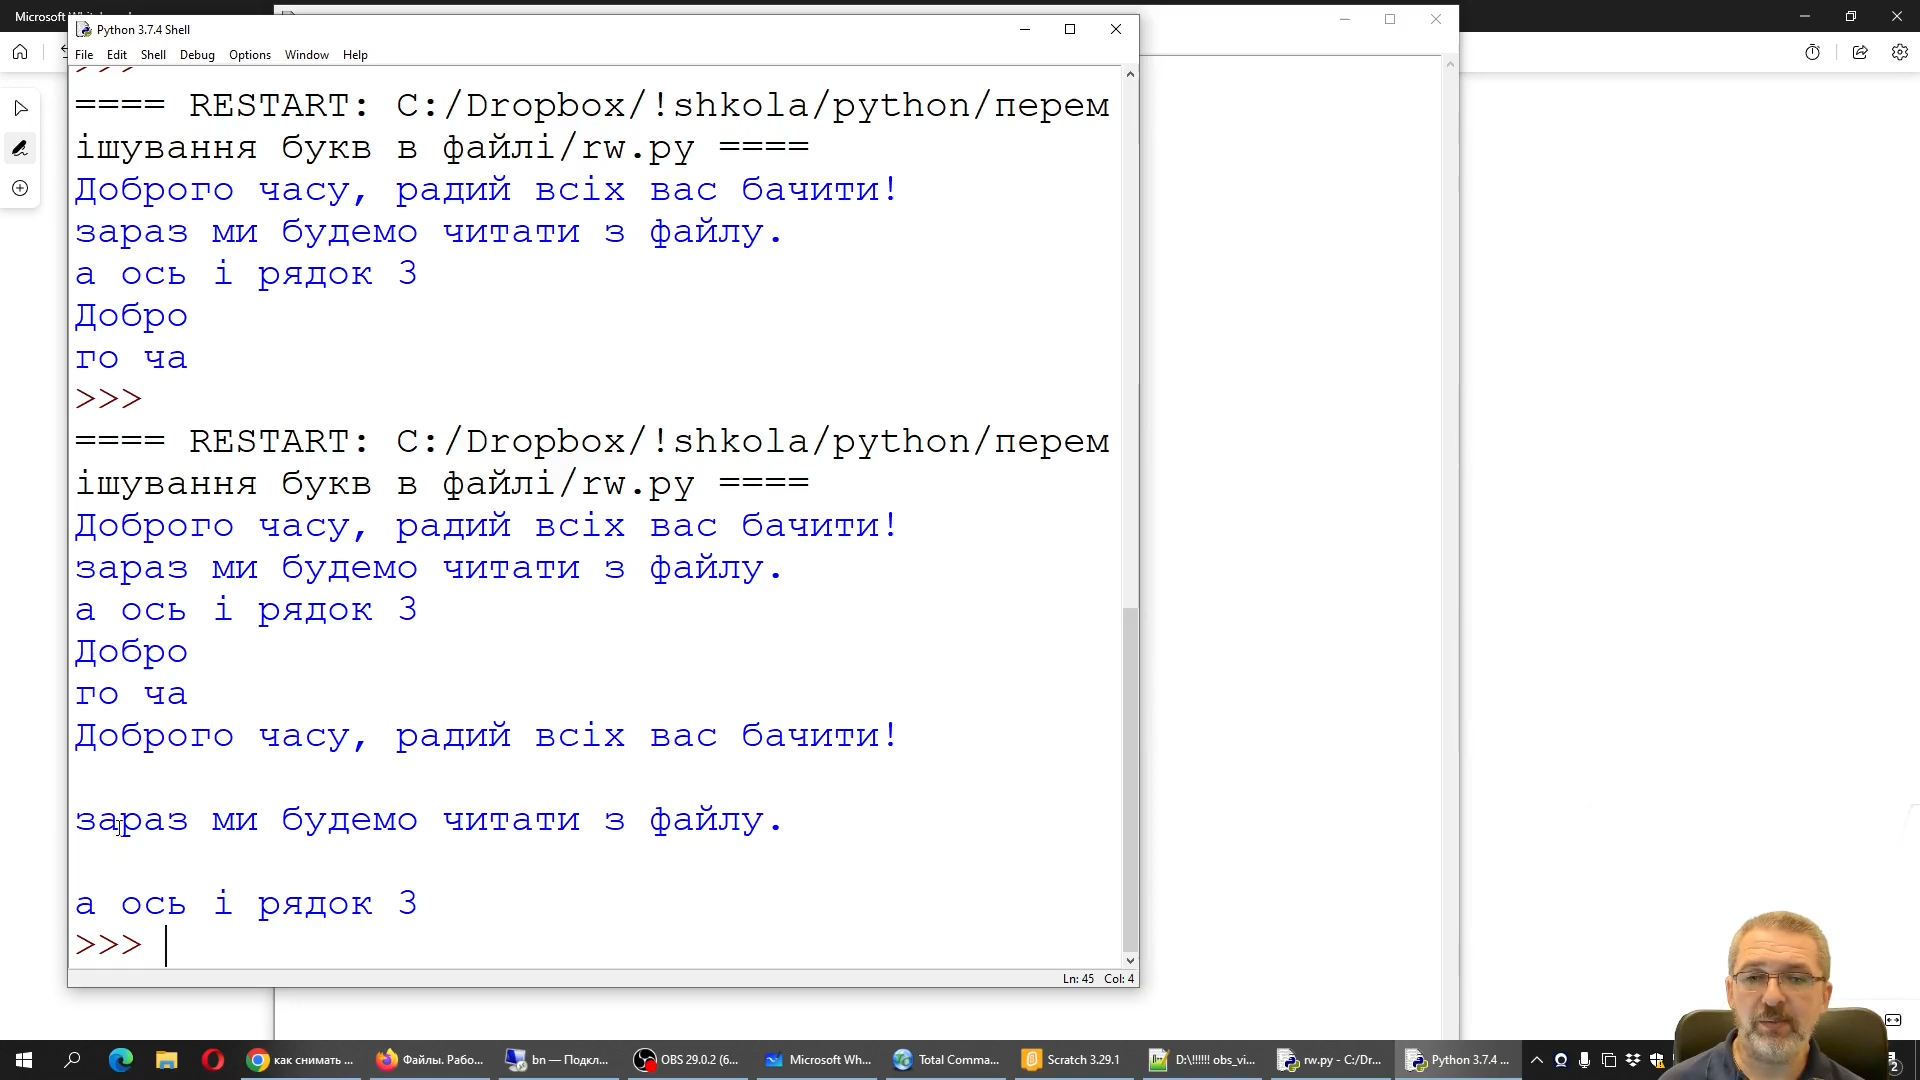 Microsoft
Python 3.7.4 Shell
File Edit Shell Debug Options Window Help
>>>
==== RESTART: C:/Dropbox/!shkola/python/перем
ішування букв в файлі/rw.py ====
Доброго часу, радий всіх вас бачити!
зараз ми будемо читати з файлу.
а ось і рядок 3
Добро
го ча
>>>
==== RESTART: C:/Dropbox/!shkola/python/перем
ішування букв в файлі/rw.py ====
Доброго часу, радий всіх вас бачити!
зараз ми будемо читати з файлу.
а ось і рядок 3
Добро
го ча
Доброго часу, радий всіх вас бачити!
зараз ми будемо читати з файлу.
а ось і рядок 3
>>>
Ln: 45 Col: 4
как снимать ... Файлы. Рабо... bn — Подкл... OBS 29.0.2 (6... Microsoft Wh... Total Comma... Scratch 3.29.1 D:\!!!!!! obs_vi... rw.py - C:/Dr... Python 3.7.4 ... 2